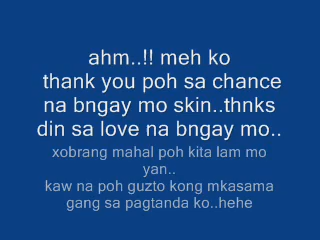 ahm..!! meh ko
thank you poh sa chance
na bngay mo skin..thnks
din sa love na bngay mo..
xobrang mahal poh kita lam mo
yan..
kaw na poh guzto kong mkasama
gang sa pagtanda ko..hehe